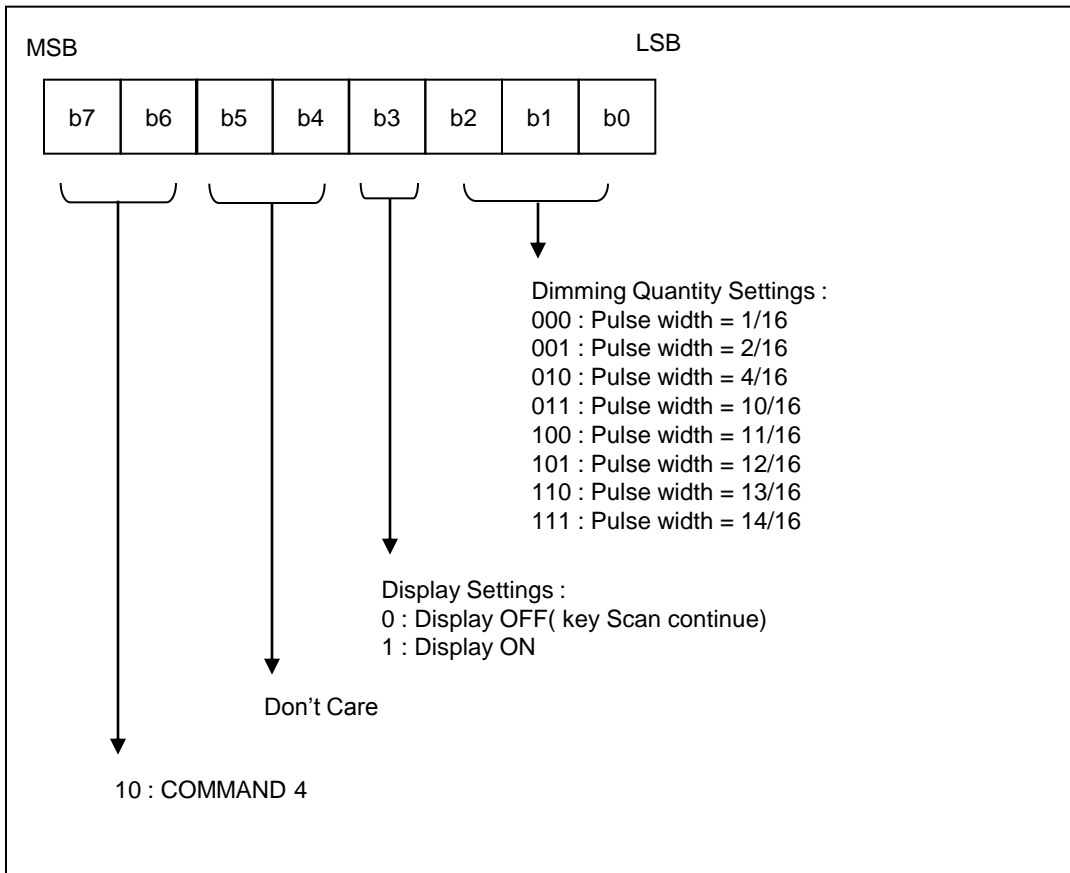 MSB
LSB
b7 b6 b5 b4 b3 b2 b1 b0
Dimming Quantity Settings :
000 : Pulse width = 1/16
001 : Pulse width = 2/16
010 : Pulse width = 4/16
011 : Pulse width = 10/16
100 : Pulse width = 11/16
101 : Pulse width = 12/16
110 : Pulse width = 13/16
111 : Pulse width = 14/16
Display Settings :
0 : Display OFF( key Scan continue)
1 : Display ON
Don’t Care
10 : COMMAND 4